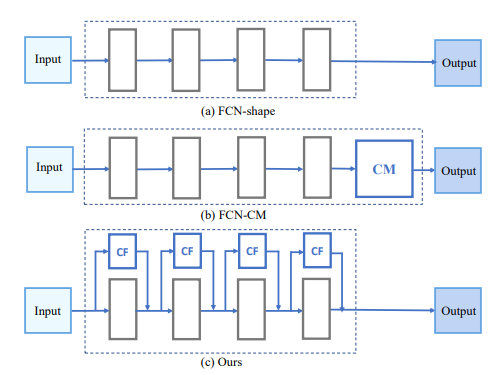 Input
Output
(a) FCN-shape
Input
CM
Output
(b) FCN-CM
CF CF CF CF
Input
Output
(c) Ours